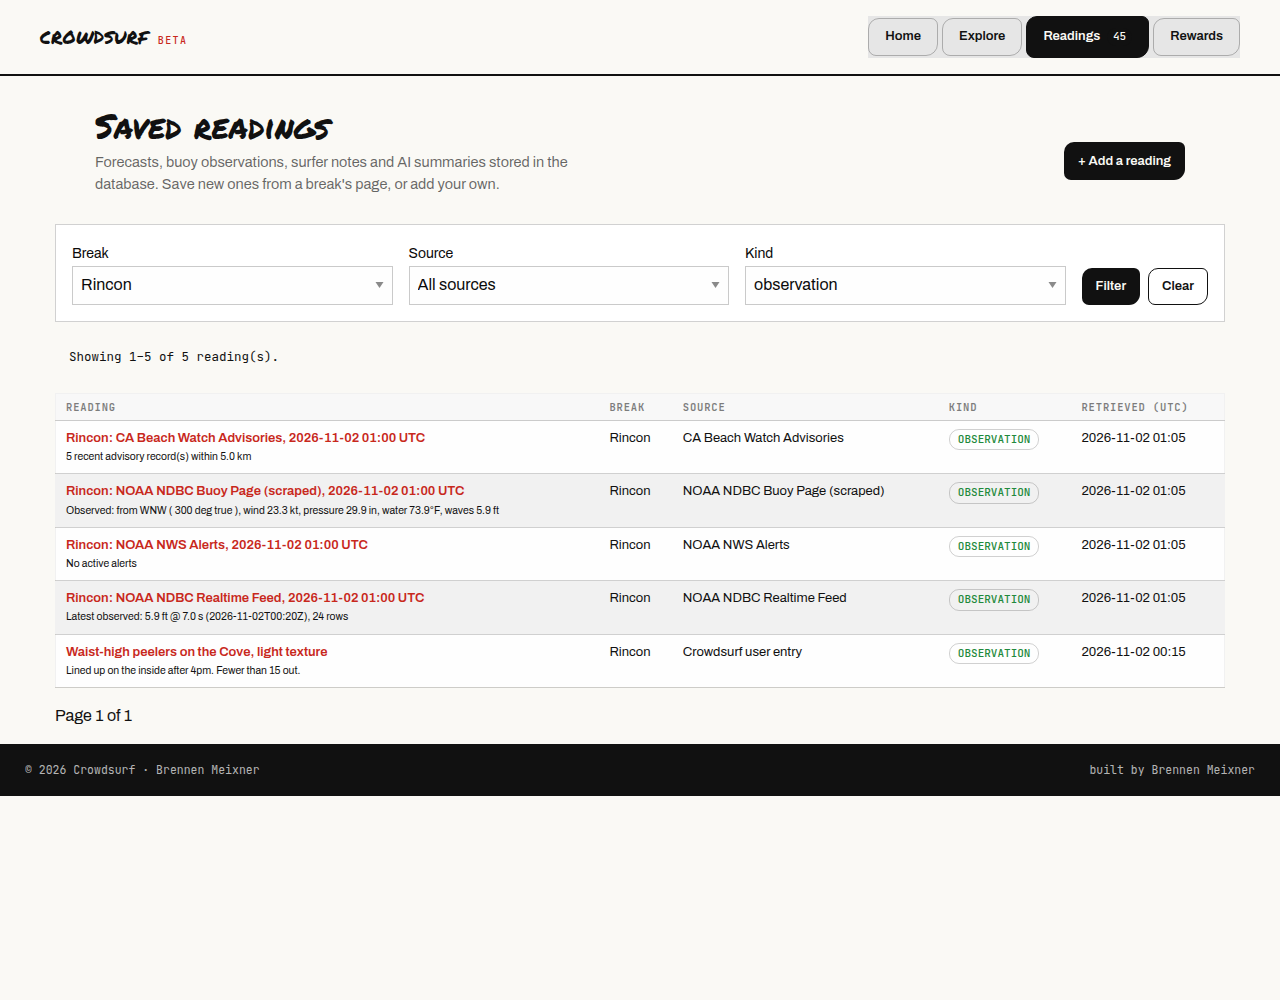 CROWDSURF BETA
Home Explore Readings 45 Rewards
Saved readings
Forecasts, buoy observations, surfer notes and AI summaries stored in the
database. Save new ones from a break's page, or add your own.
+ Add a reading
Break Source Kind
Rincon All sources observation Filter Clear
Showing 1–5 of 5 reading(s).
READING BREAK SOURCE KIND RETRIEVED (UTC)
Rincon: CA Beach Watch Advisories, 2026-11-02 01:00 UTC Rincon CA Beach Watch Advisories OBSERVATION 2026-11-02 01:05
5 recent advisory record(s) within 5.0 km
Rincon: NOAA NDBC Buoy Page (scraped), 2026-11-02 01:00 UTC Rincon NOAA NDBC Buoy Page (scraped) OBSERVATION 2026-11-02 01:05
Observed: from WNW ( 300 deg true ), wind 23.3 kt, pressure 29.9 in, water 73.9°F, waves 5.9 ft
Rincon: NOAA NWS Alerts, 2026-11-02 01:00 UTC Rincon NOAA NWS Alerts OBSERVATION 2026-11-02 01:05
No active alerts
Rincon: NOAA NDBC Realtime Feed, 2026-11-02 01:00 UTC Rincon NOAA NDBC Realtime Feed OBSERVATION 2026-11-02 01:05
Latest observed: 5.9 ft @ 7.0 s (2026-11-02T00:20Z), 24 rows
Waist-high peelers on the Cove, light texture Rincon Crowdsurf user entry OBSERVATION 2026-11-02 00:15
Lined up on the inside after 4pm. Fewer than 15 out.
Page 1 of 1
© 2026 Crowdsurf · Brennen Meixner built by Brennen Meixner